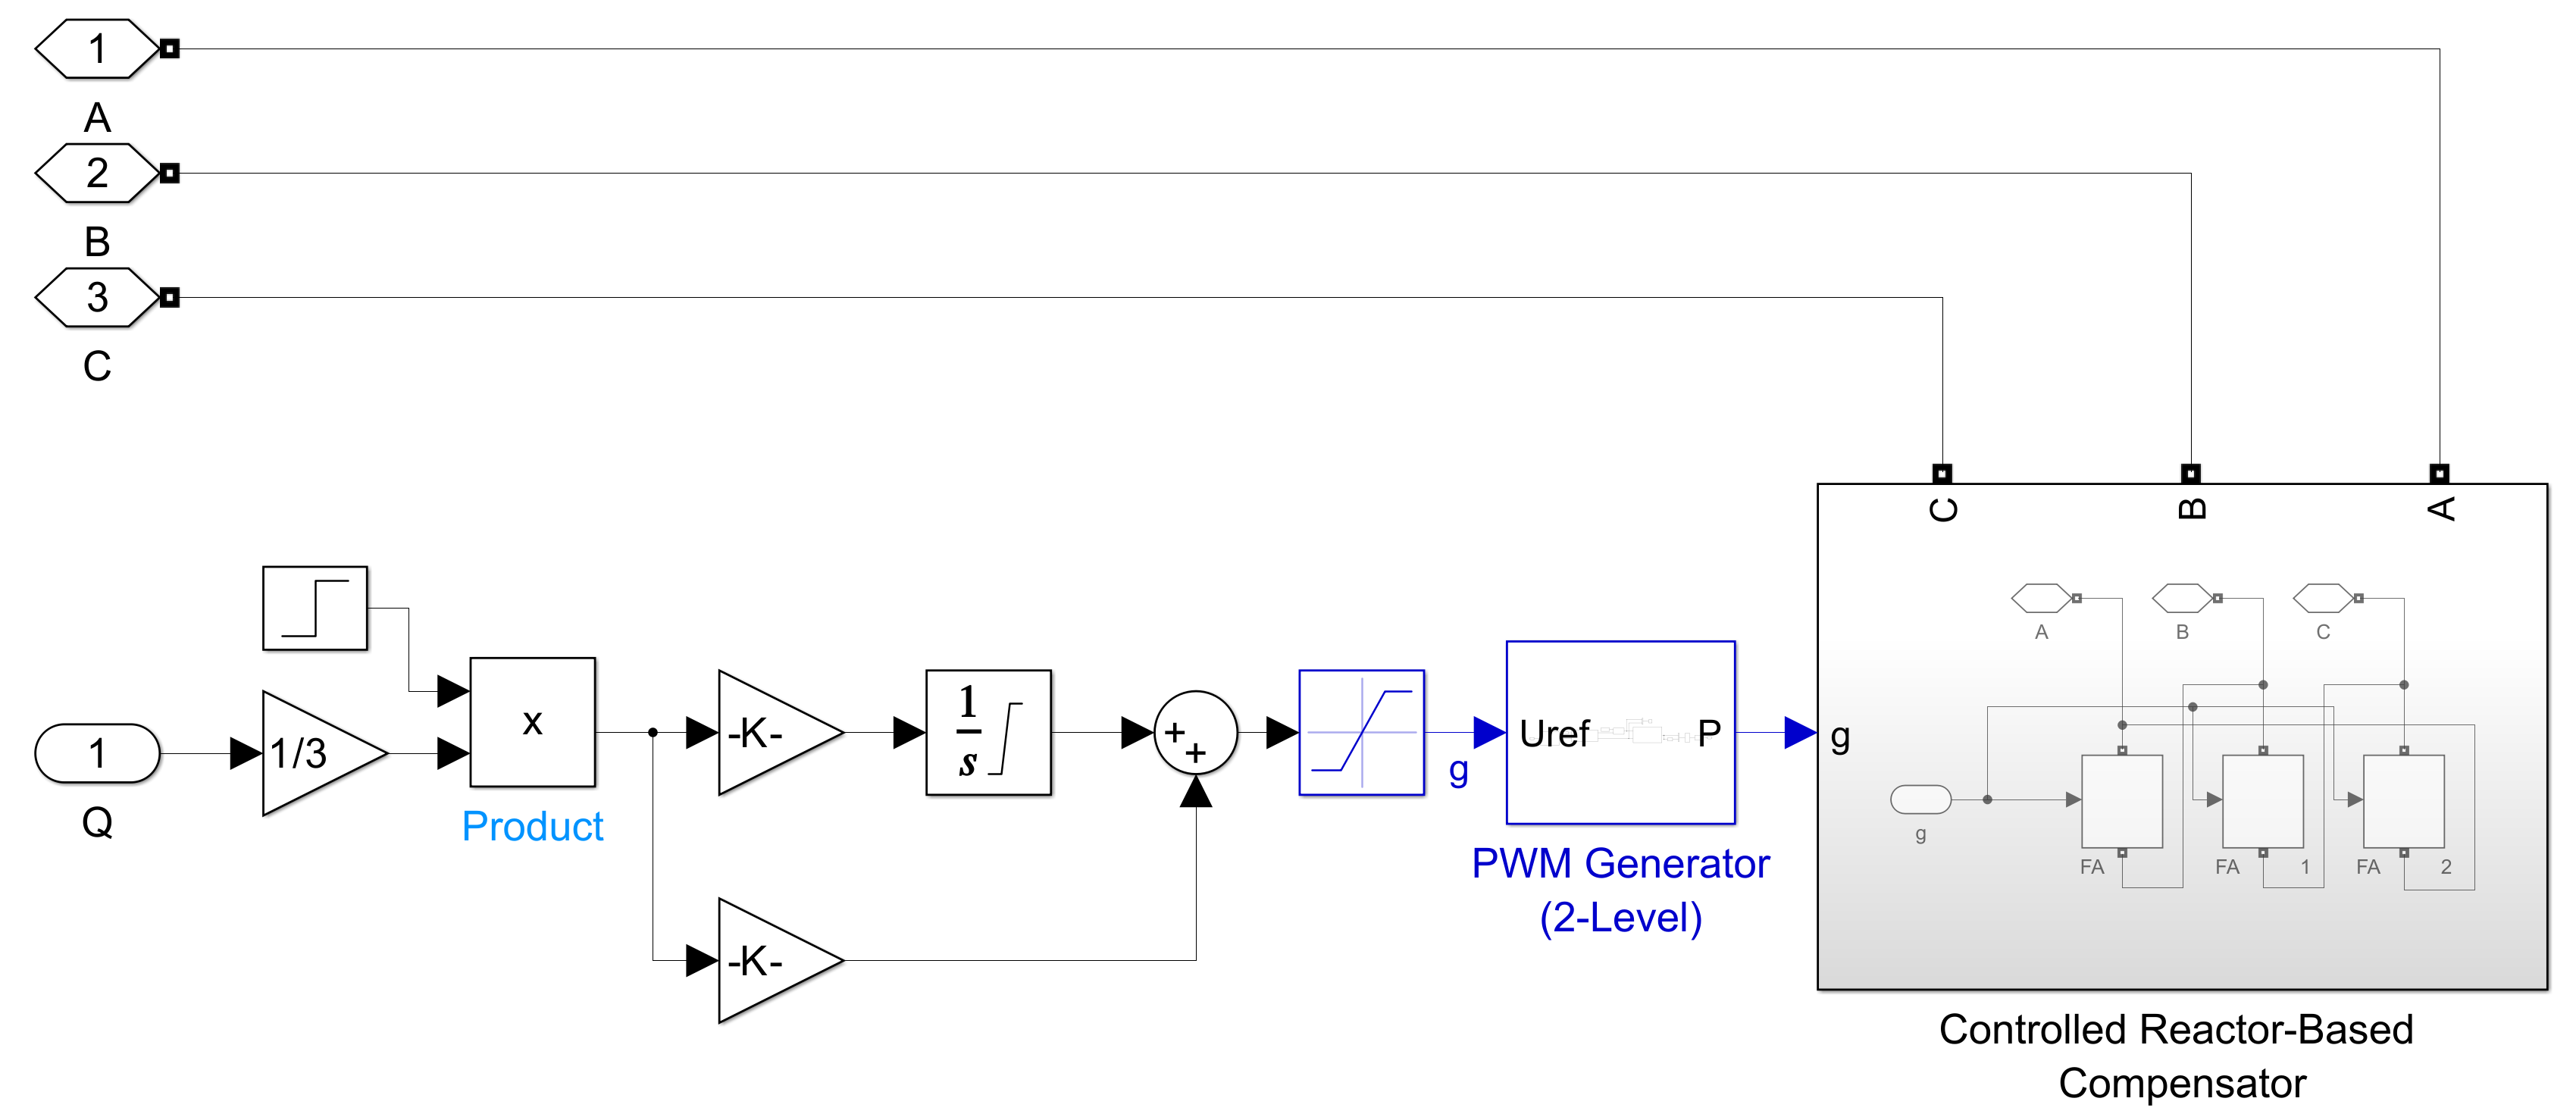 1
A
2
B
3
C
C
B
A
A
B
C
g
FA
FA
1
FA
2
1
Q
1/3
x
Product
-K-
1
s
+
+
-K-
g
Uref
P
PWM Generator
(2-Level)
g
Controlled Reactor-Based
Compensator